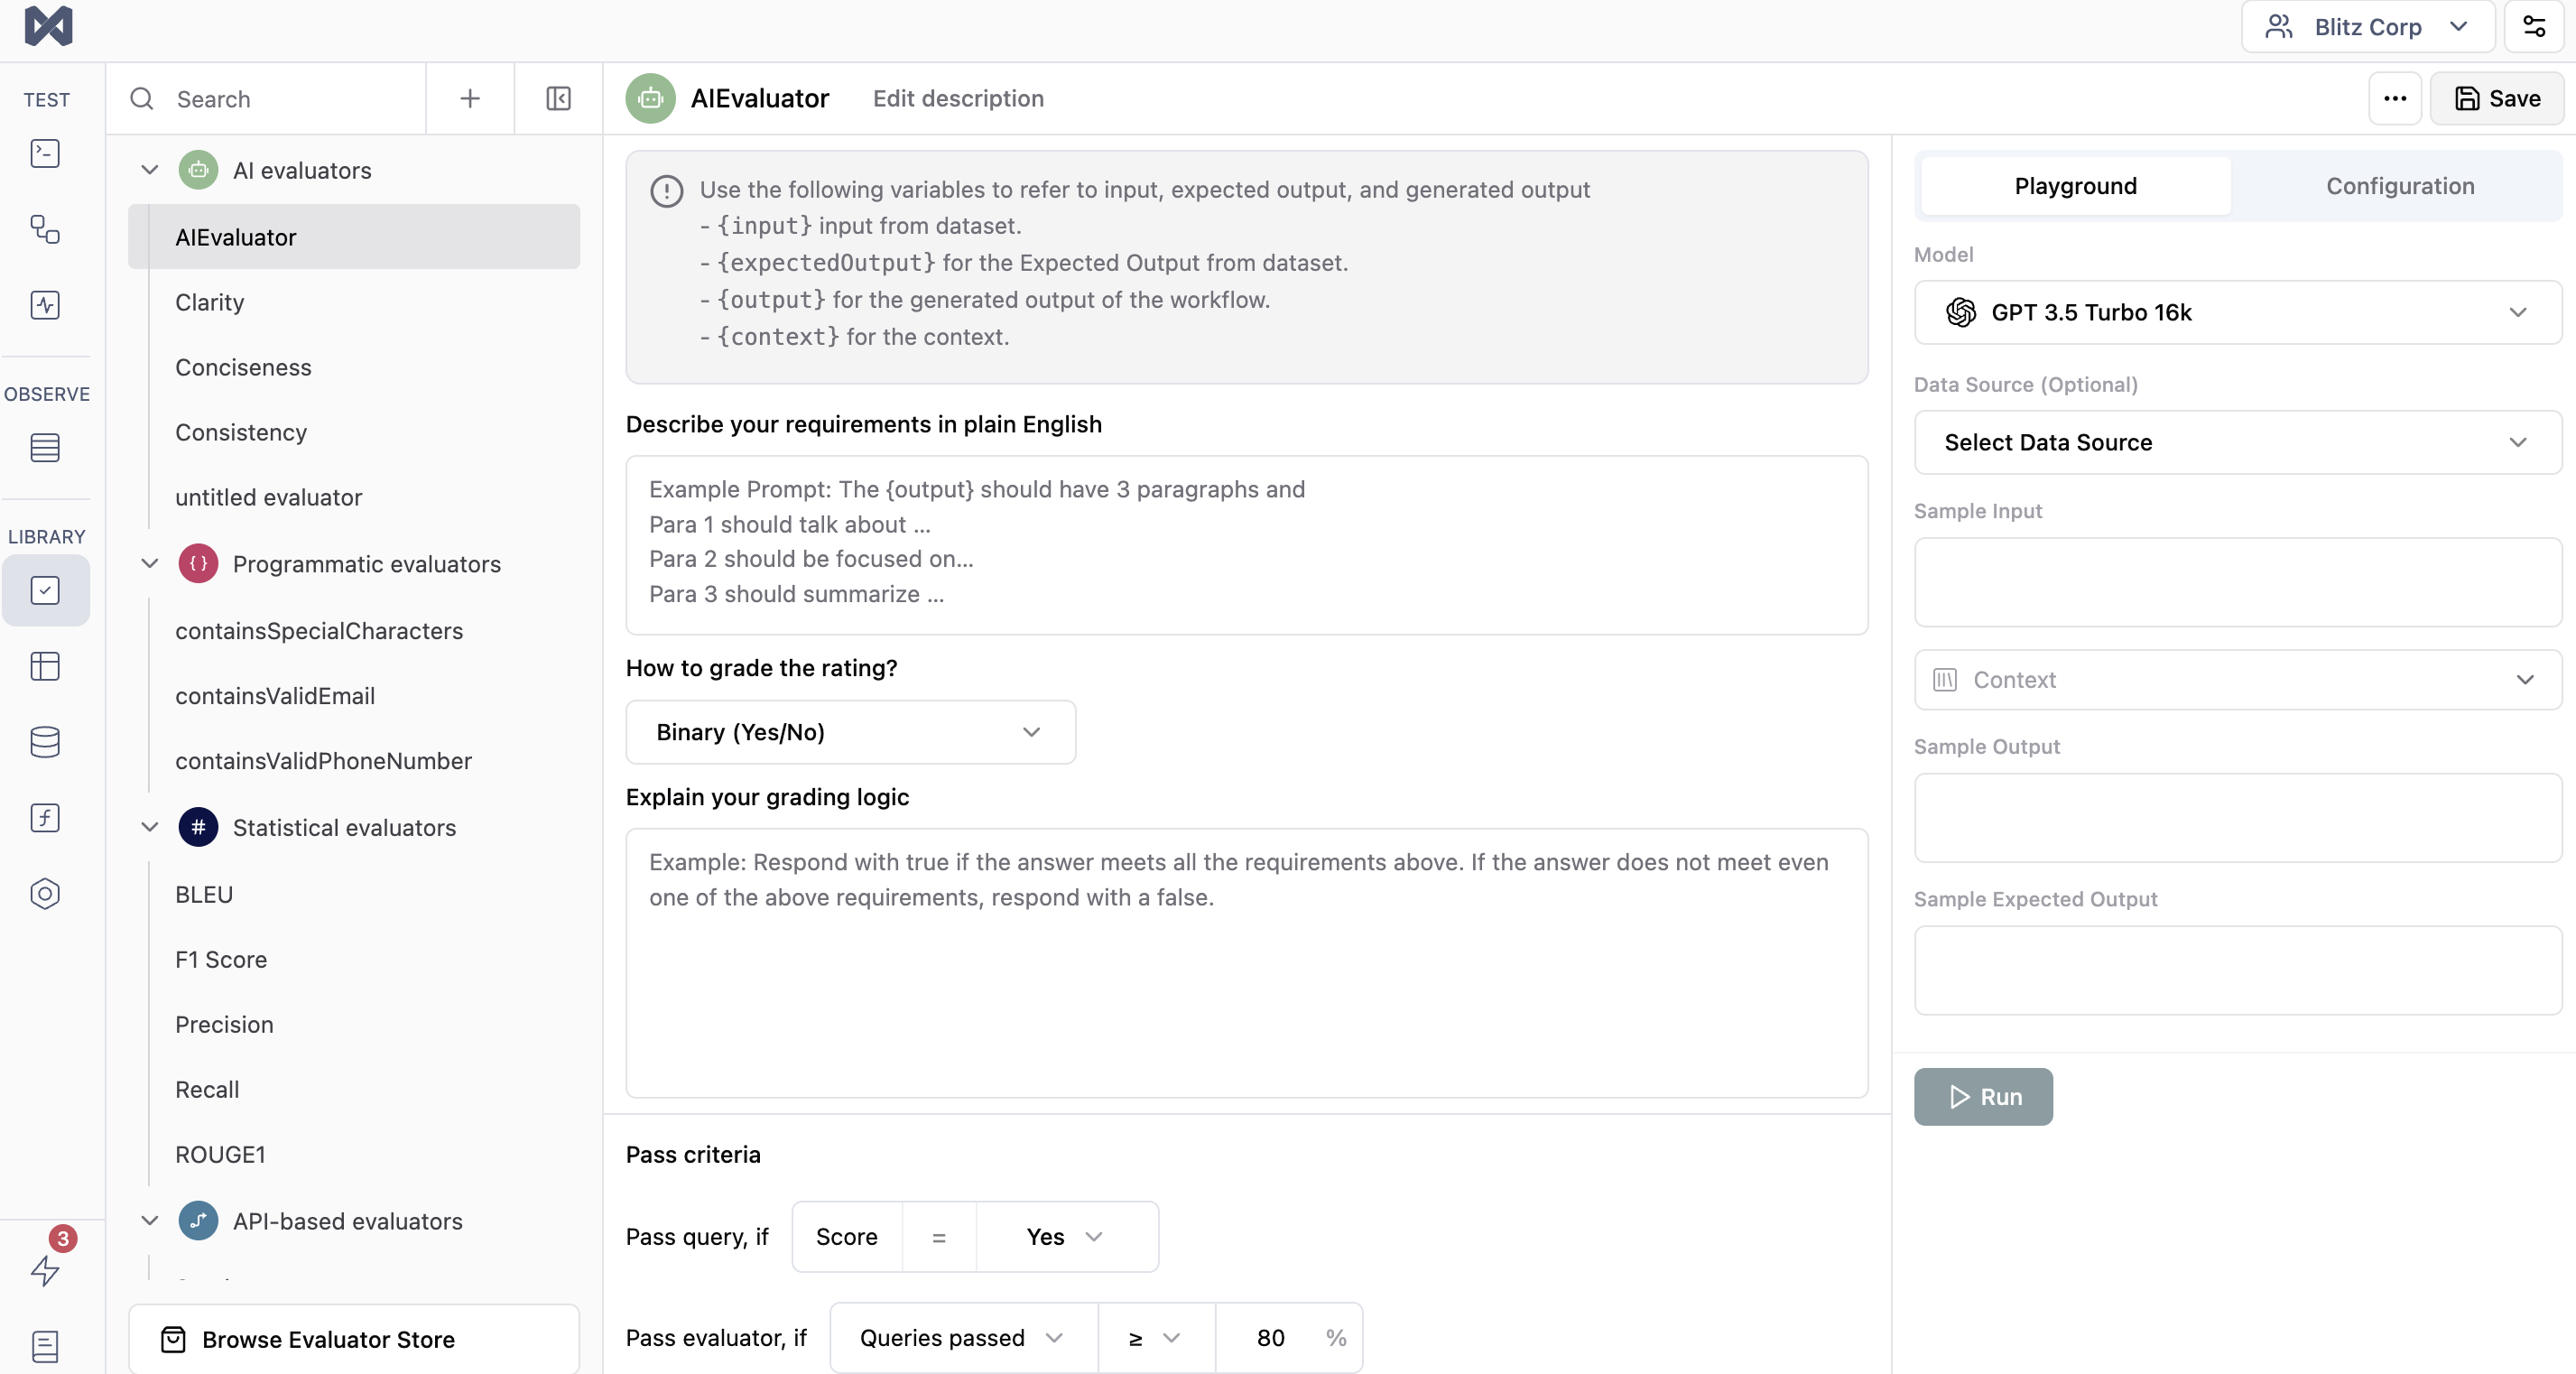 Blitz Corp
TEST
OBSERVE
LIBRARY
3
Search
AI evaluators
AIEvaluator
Clarity
Conciseness
Consistency
untitled evaluator
{ } Programmatic evaluators
containsSpecialCharacters
containsValidEmail
containsValidPhoneNumber
# Statistical evaluators
BLEU
F1 Score
Precision
Recall
ROUGE1
API-based evaluators
Browse Evaluator Store
AIEvaluator Edit description
... Save
Use the following variables to refer to input, expected output, and generated output
- {input} input from dataset.
- {expectedOutput} for the Expected Output from dataset.
- {output} for the generated output of the workflow.
- {context} for the context.
Describe your requirements in plain English
Example Prompt: The {output} should have 3 paragraphs and
Para 1 should talk about ...
Para 2 should be focused on...
Para 3 should summarize ...
How to grade the rating?
Binary (Yes/No)
Explain your grading logic
Example: Respond with true if the answer meets all the requirements above. If the answer does not meet even
one of the above requirements, respond with a false.
Pass criteria
Pass query, if Score = Yes
Pass evaluator, if Queries passed ≥ 80 %
Playground Configuration
Model
GPT 3.5 Turbo 16k
Data Source (Optional)
Select Data Source
Sample Input
Context
Sample Output
Sample Expected Output
Run